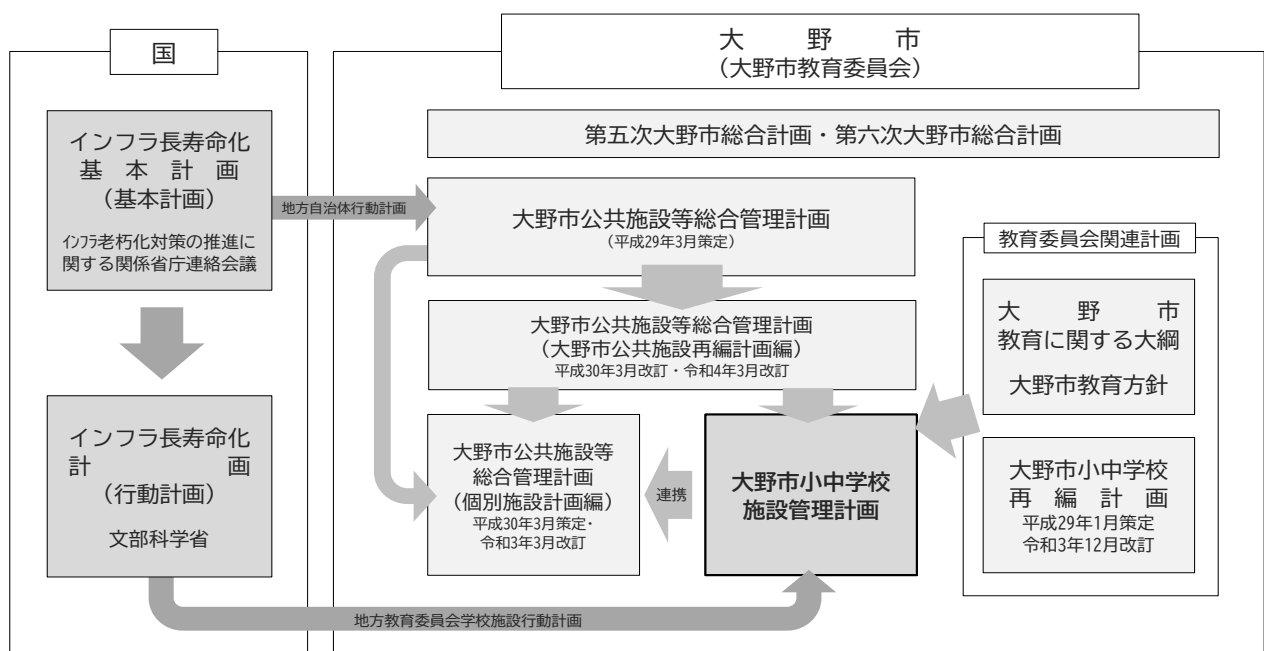 国
インフラ長寿命化
基本計画
(基本計画)
インフラ老朽化対策の推進に
関する関係省庁連絡会議
インフラ長寿命化
計画
(行動計画)
文部科学省
大野市
(大野市教育委員会)
第五次大野市総合計画・第六次大野市総合計画
地方自治体行動計画
大野市公共施設等総合管理計画
(平成29年3月策定)
大野市公共施設等総合管理計画
(大野市公共施設再編計画編)
平成30年3月改訂・令和4年3月改訂
大野市公共施設等
総合管理計画
(個別施設計画編)
平成30年3月策定・
令和3年3月改訂
連携
大野市小中学校
施設管理計画
教育委員会関連計画
大野市
教育に関する大綱
大野市教育方針
大野市小中学校
再編計画
平成29年1月策定
令和3年12月改訂
地方教育委員会学校施設行動計画